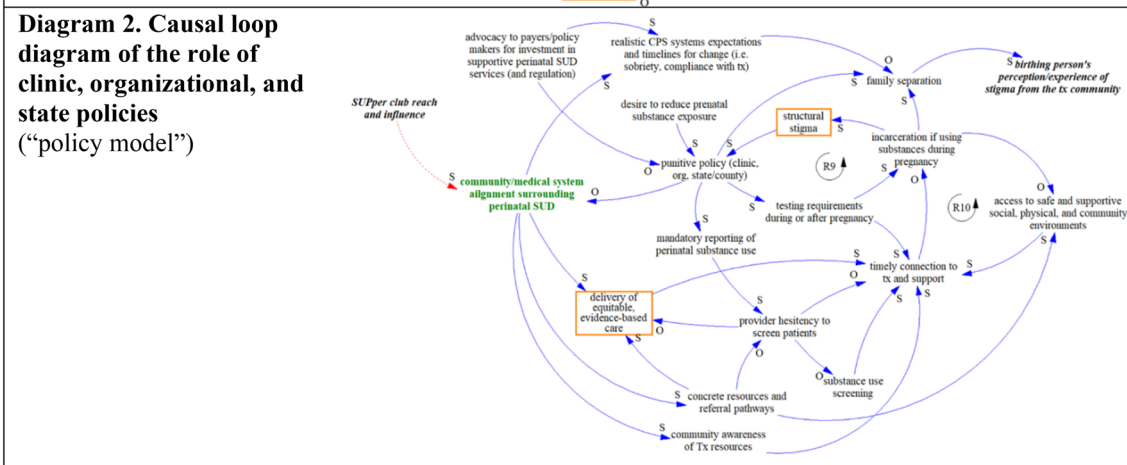 O
Diagram 2. Causal loop
diagram of the role of
clinic, organizational, and
state policies
(“policy model”)
SUPper club reach
and influence
S
community/medical system
ailgnment surrounding
perinatal SUD
O
advocacy to payers/policy
makers for investment in
supportive perinatal SUD
services (and regulation)
S
realistic CPS systems expectations
and timelines for change (i.e.
sobriety, compliance with tx)
S
desire to reduce prenatal
substance exposure
S
S
O
punitive policy (clinic,
org, state/county)
structural
stigma
S
O
S
family separation
S
S
birthing person's
perception/experience of
stigma from the tx community
incarceration if using
substances during
pregnancy
S
O
R9
R10
S
testing requirements
during or after pregnancy
S
mandatory reporting of
perinatal substance use
O
access to safe and supportive
social, physical, and community
environments
S
S
S
O
S
timely connection to
tx and support
S
S
S
delivery of
equitable,
evidence-based
care
S
O
S
provider hesitency to
screen patients
O
O
substance use
screening
S
concrete resources and
referral pathways
S
community awareness
of Tx resources